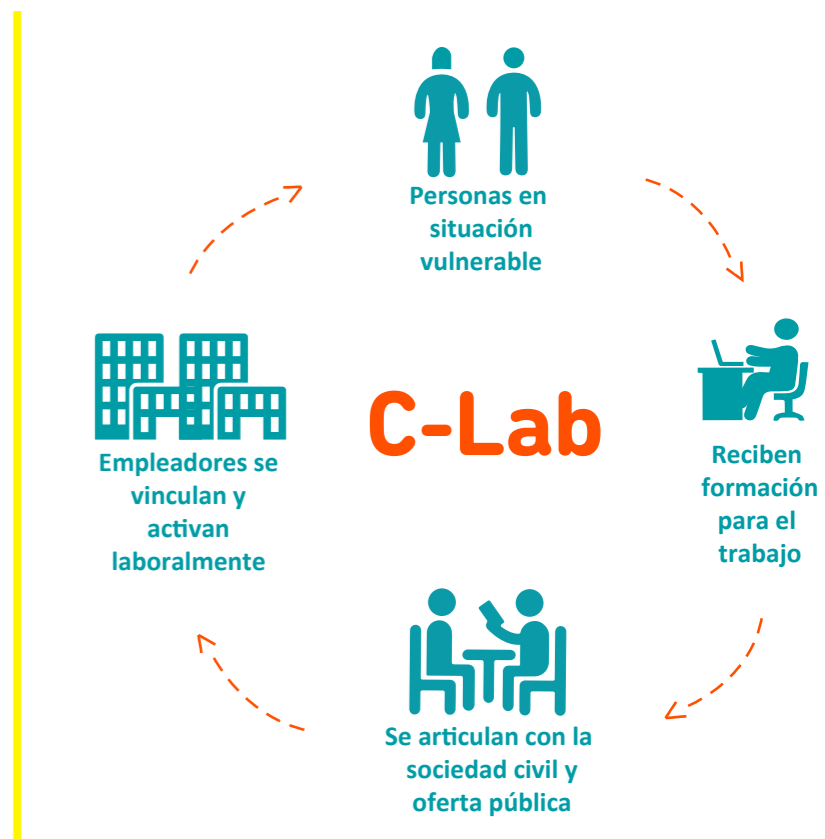 Personas en
situación
vulnerable
C-Lab
Reciben
formación
para el
trabajo
Empleadores se
vinculan y
activan
laboralmente
Se articulan con la
sociedad civil y
oferta pública